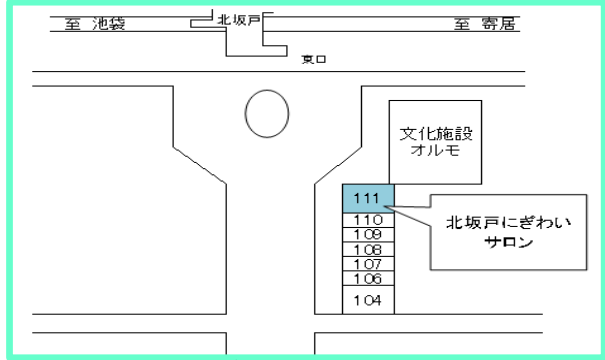 至 池袋
北坂戸
至 寄居
東口
文化施設
オルモ
111
110
109
108
107
106
104
北坂戸にぎわい
サロン